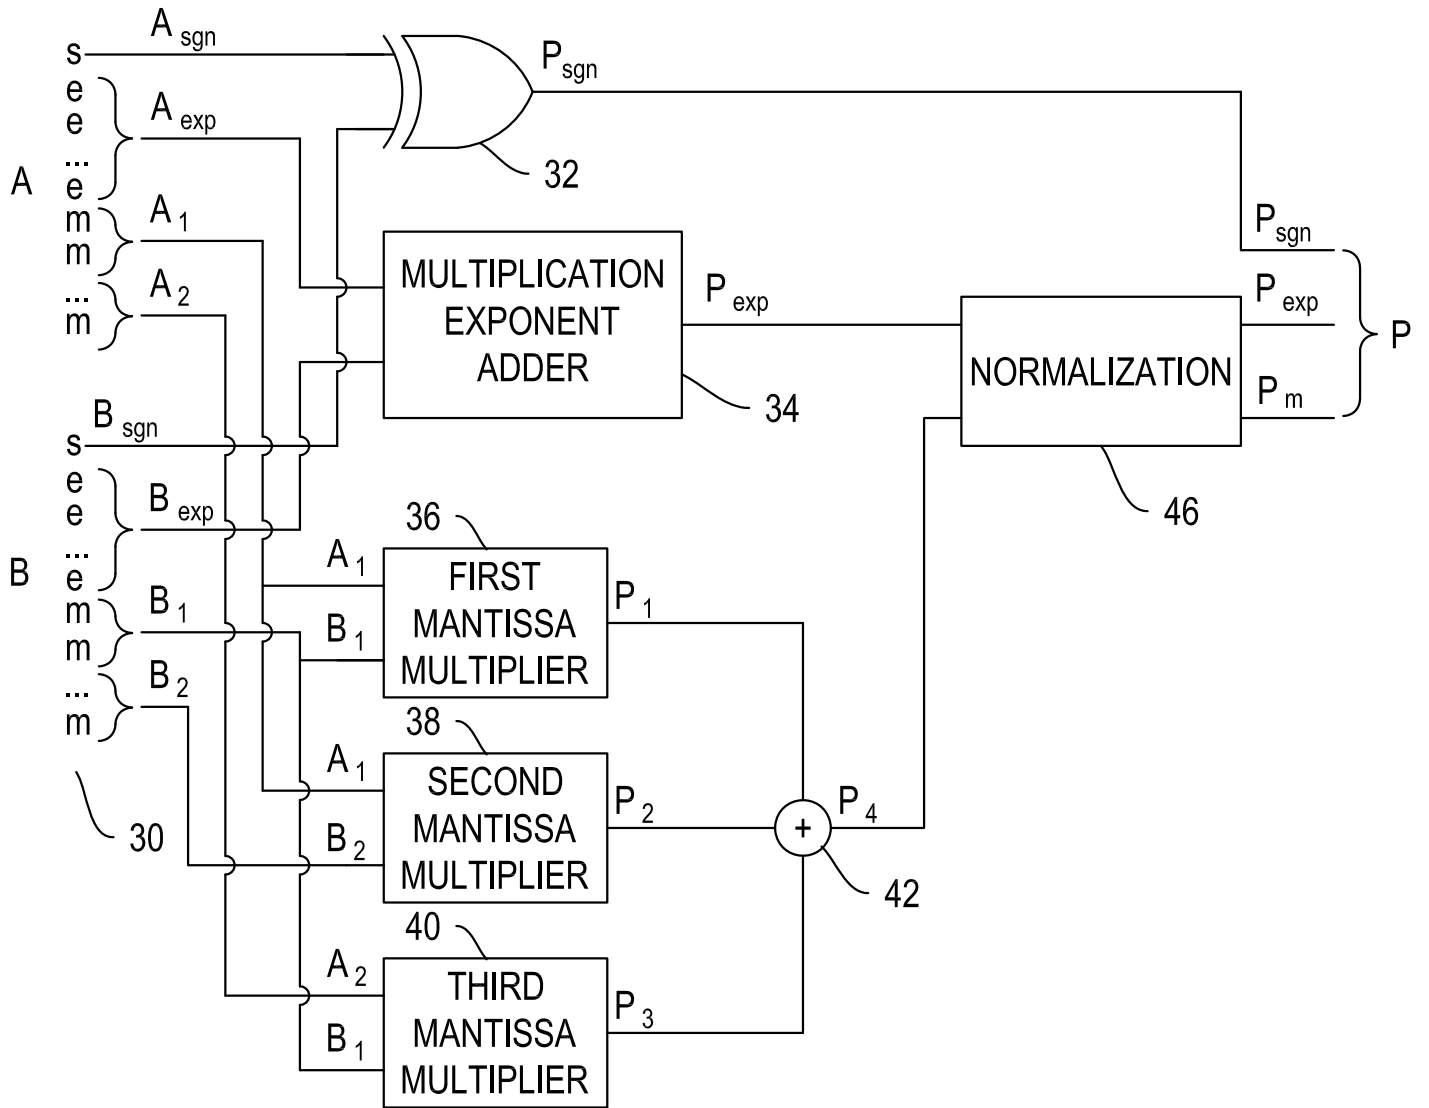 A
s
e
e
...
e
m
m
...
m
B
s
e
e
...
e
m
m
...
m
30
A sgn
A exp
A 1
A 2
B sgn
B exp
B 1
B 2
32
P sgn
MULTIPLICATION
EXPONENT
ADDER
34
P exp
36
A 1
B 1
FIRST
MANTISSA
MULTIPLIER
P 1
38
A 1
B 2
SECOND
MANTISSA
MULTIPLIER
P 2
40
A 2
B 1
THIRD
MANTISSA
MULTIPLIER
P 3
+
42
P 4
NORMALIZATION
46
P sgn
P exp
P m
P